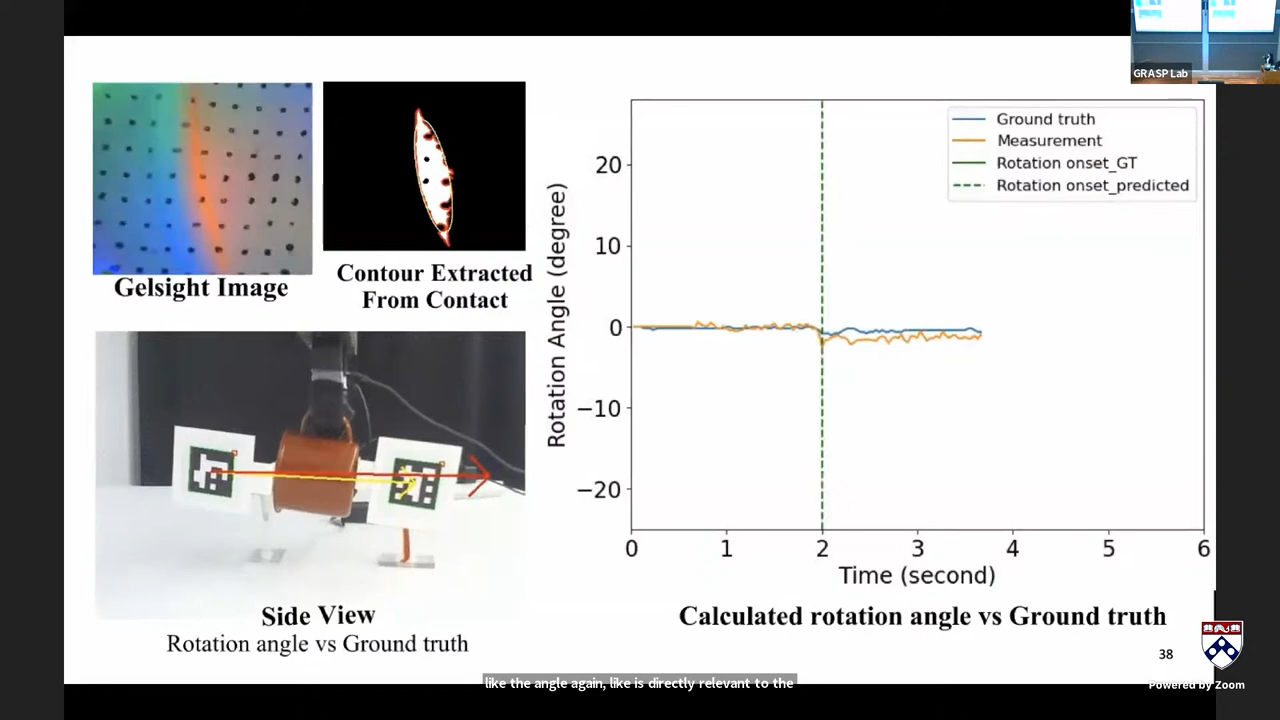 GRASP Lab
Gelsight Image
Contour Extracted
From Contact
Side View
Rotation angle vs Ground truth
Rotation Angle (degree)
20
10
0
−10
−20
0 1 2 3 4 5 6
Time (second)
Ground truth
Measurement
Rotation onset_GT
Rotation onset_predicted
Calculated rotation angle vs Ground truth
38
like the angle again, like is directly relevant to the
Powered by Zoom